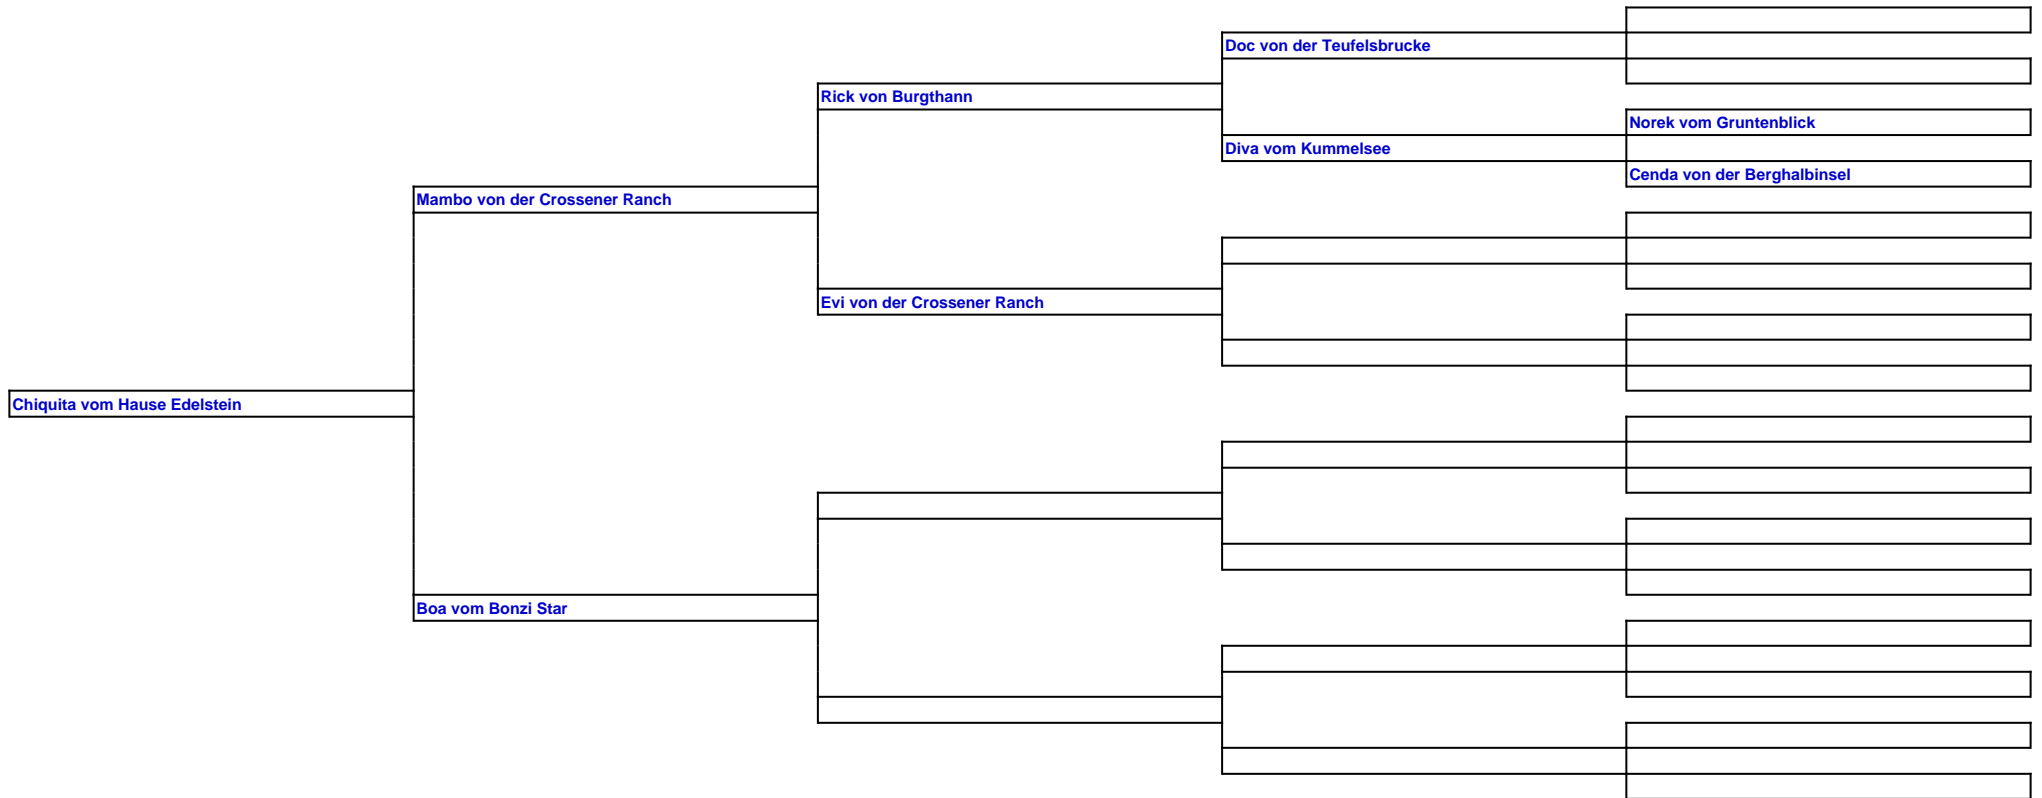 Doc von der Teufelsbrucke
Rick von Burgthann
Norek vom Gruntenblick
Diva vom Kummelsee
Cenda von der Berghalbinsel
Mambo von der Crossener Ranch
Evi von der Crossener Ranch
Chiquita vom Hause Edelstein
Boa vom Bonzi Star